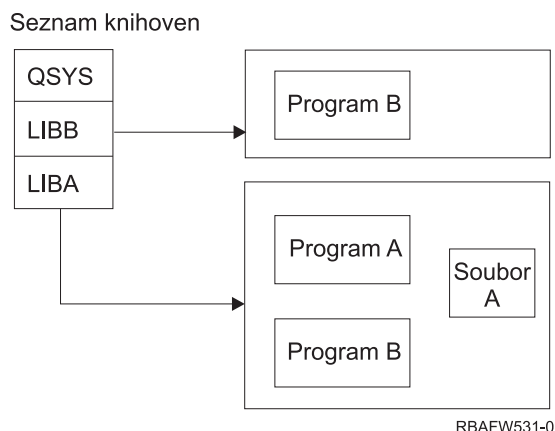 Seznam knihoven
QSYS
LIBB
LIBA
Program B
Program A
Soubor
A
Program B
RBAFW531-0